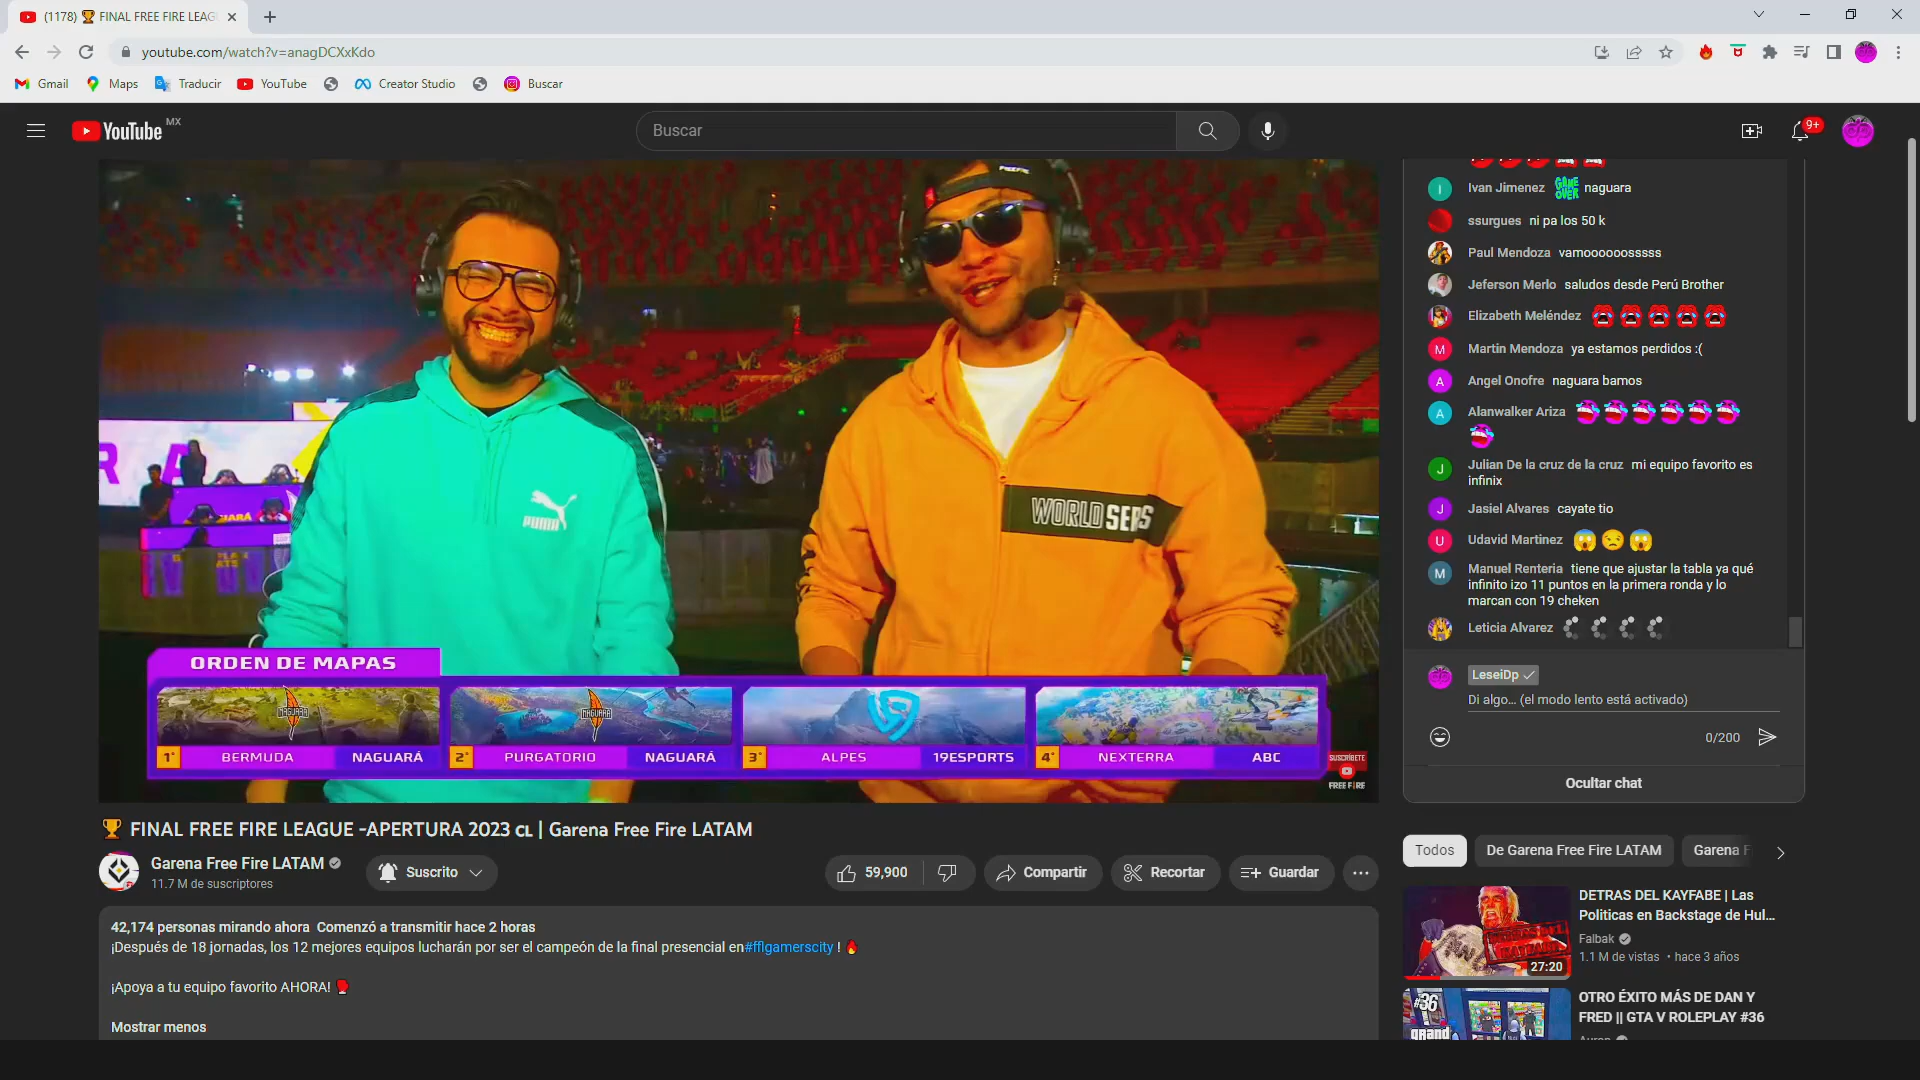 (1178) 🏆 FINAL FREE FIRE LEAG
youtube.com/watch?v=anagDCXxKdo
Gmail
Maps
Traducir
YouTube
Creator Studio
Buscar
YouTube MX
Buscar
9+
Ivan Jimenez GAME OVER naguara
ssurgues ni pa los 50 k
Paul Mendoza vamoooooosssss
Jeferson Merlo saludos desde Perú Brother
Elizabeth Meléndez
Martin Mendoza ya estamos perdidos :(
Angel Onofre naguara bamos
Alanwalker Ariza
Julian De la cruz de la cruz mi equipo favorito es
infinix
Jasiel Alvares cayate tio
Udavid Martinez 😱😒😱
Manuel Renteria tiene que ajustar la tabla ya qué
infinito izo 11 puntos en la primera ronda y lo
marcan con 19 cheken
Leticia Alvarez
LeseiDp
Di algo... (el modo lento está activado)
0/200
Ocultar chat
PUMA
WORLD SERS
ORDEN DE MAPAS
NAGUARA
NAGUARA
1° BERMUDA NAGUARÁ
2° PURGATORIO NAGUARÁ
3° ALPES 19ESPORTS
4° NEXTERRA ABC
SUSCRÍBETE
FREE FIRE
🏆 FINAL FREE FIRE LEAGUE -APERTURA 2023 ᴄʟ | Garena Free Fire LATAM
Garena Free Fire LATAM
11.7 M de suscriptores
Suscrito
59,900
Compartir
Recortar
Guardar
42,174 personas mirando ahora Comenzó a transmitir hace 2 horas
¡Después de 18 jornadas, los 12 mejores equipos lucharán por ser el campeón de la final presencial en#fflgamerscity ! 🔥
¡Apoya a tu equipo favorito AHORA! 🥊
Mostrar menos
Todos
De Garena Free Fire LATAM
Garena F
DETRAS DEL KAYFABE | Las
Politicas en Backstage de Hul...
Falbak
1.1 M de vistas • hace 3 años
27:20
OTRO ÉXITO MÁS DE DAN Y
FRED || GTA V ROLEPLAY #36
#36
grand